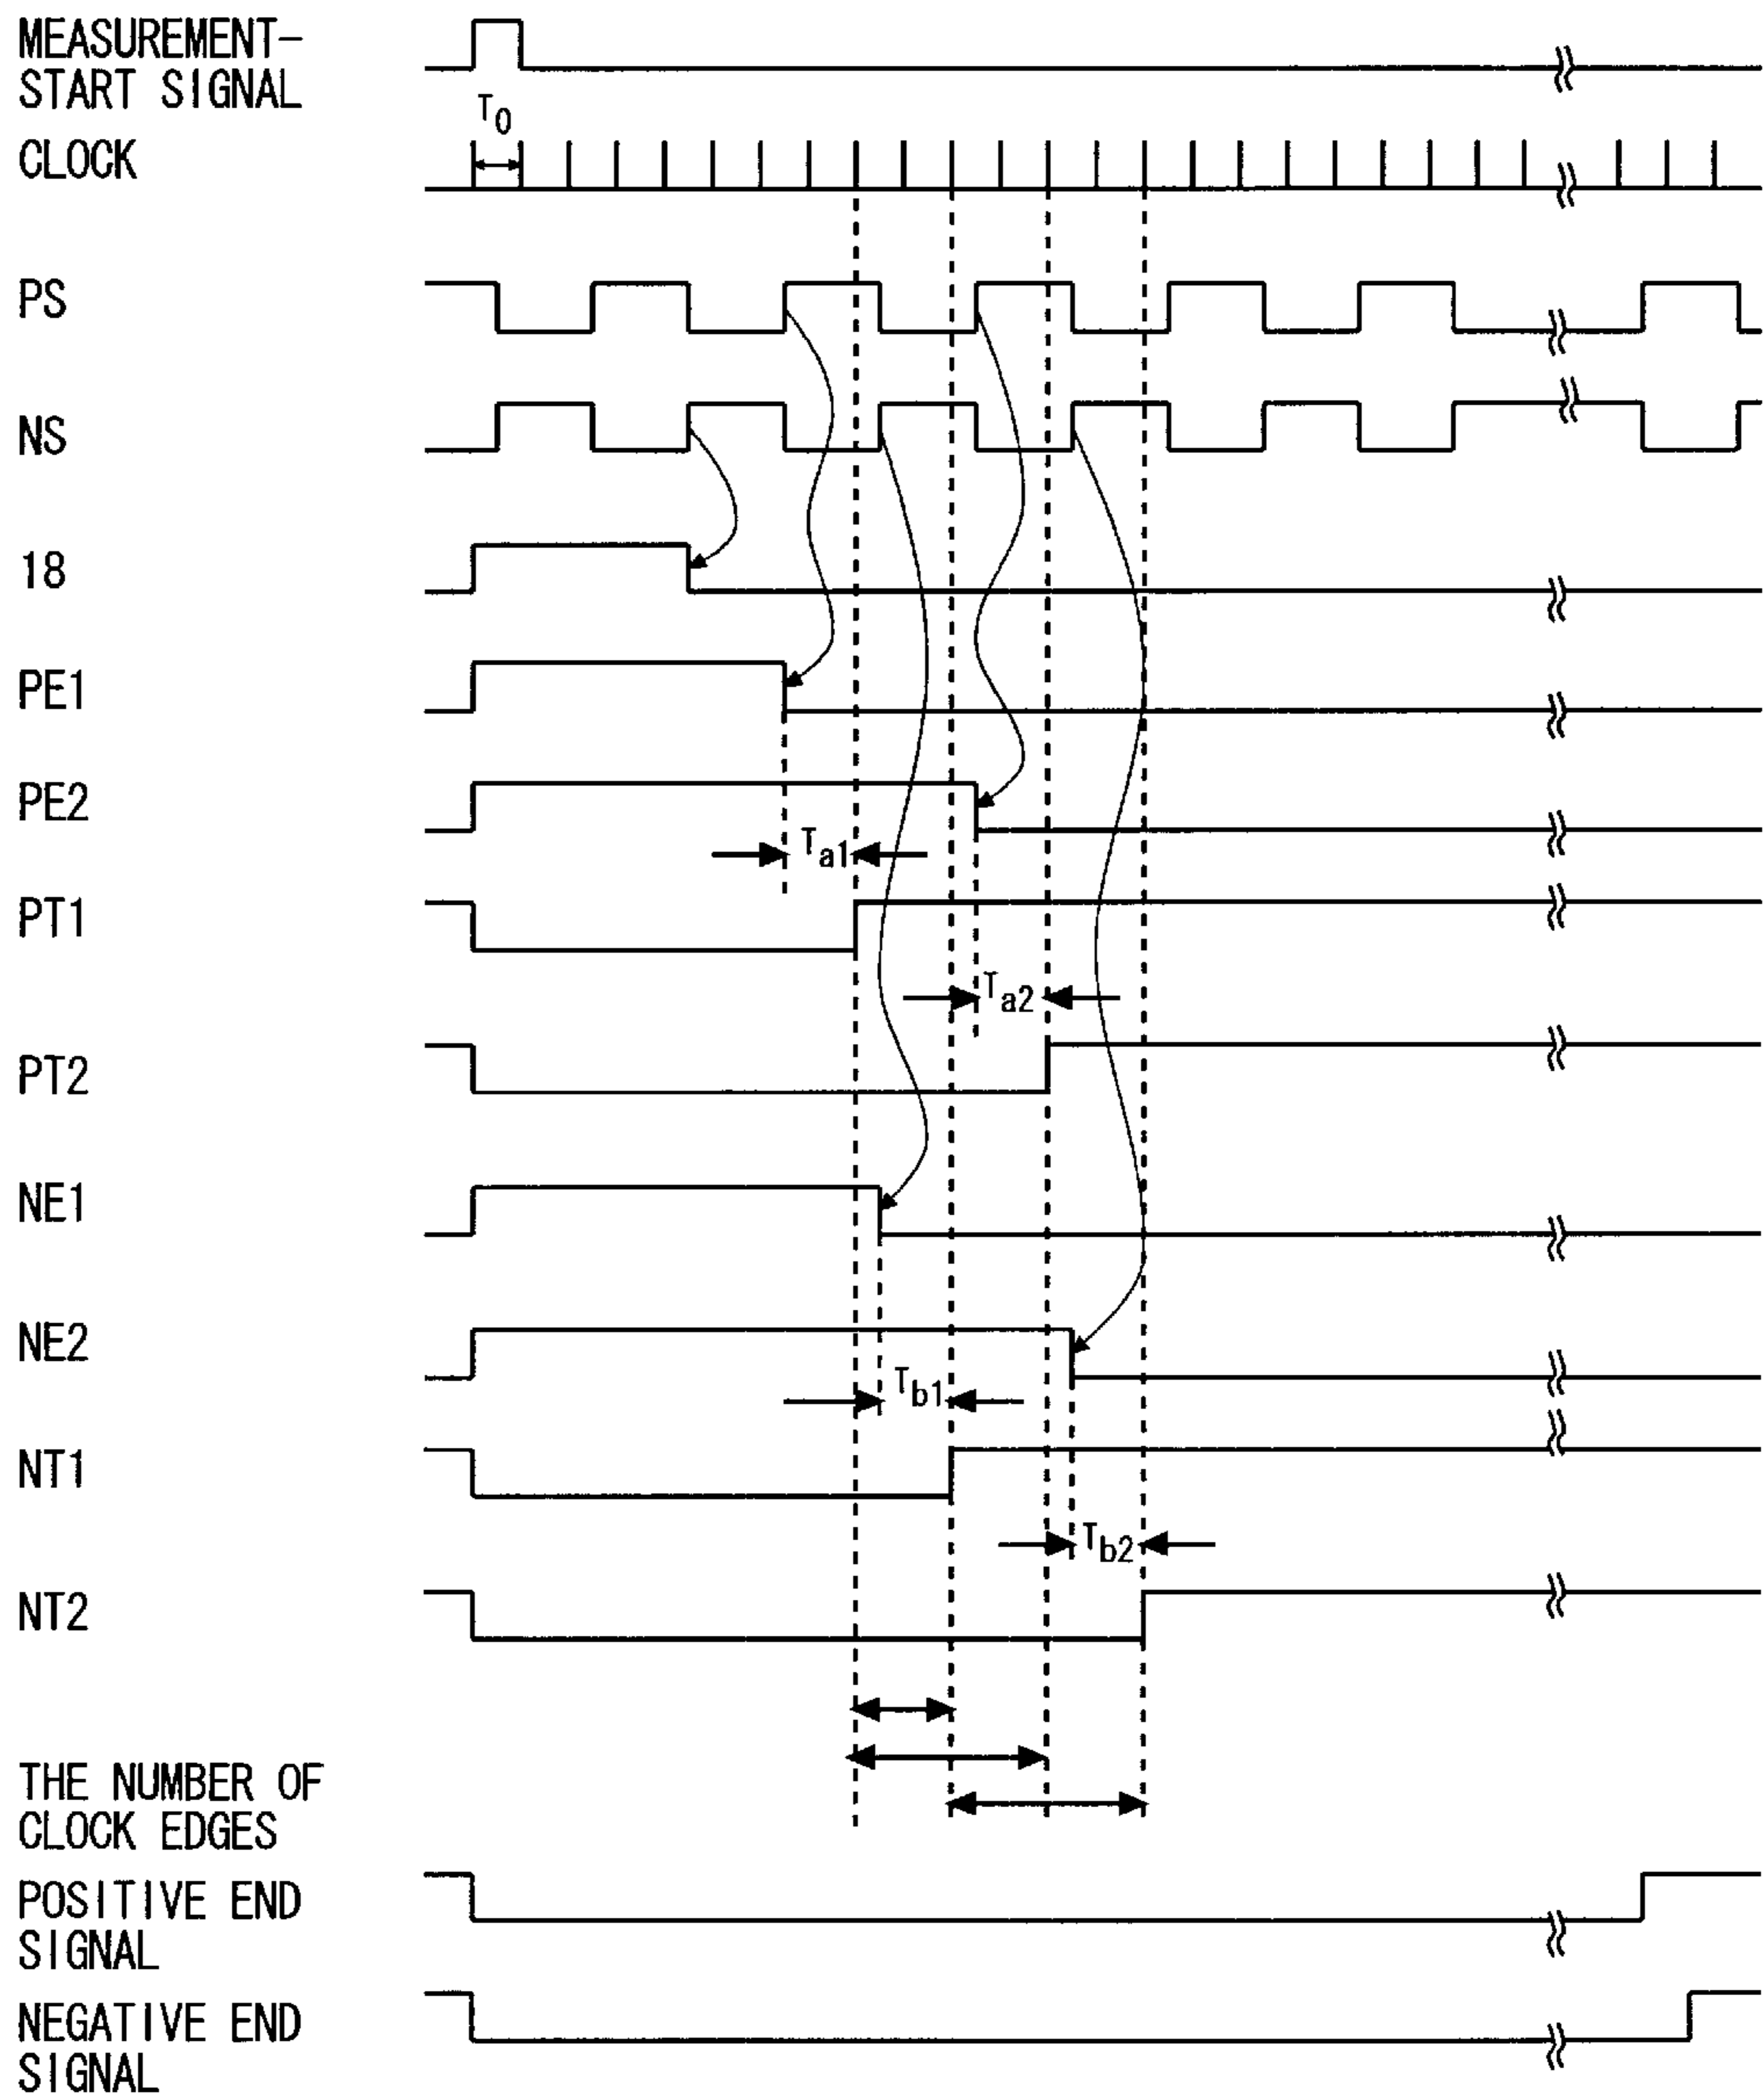 MEASUREMENT-
START SIGNAL
T0
CLOCK
PS
NS
18
PE1
PE2
Ta1
PT1
Ta2
PT2
NE1
NE2
Tb1
NT1
Tb2
NT2
THE NUMBER OF
CLOCK EDGES
POSITIVE END
SIGNAL
NEGATIVE END
SIGNAL